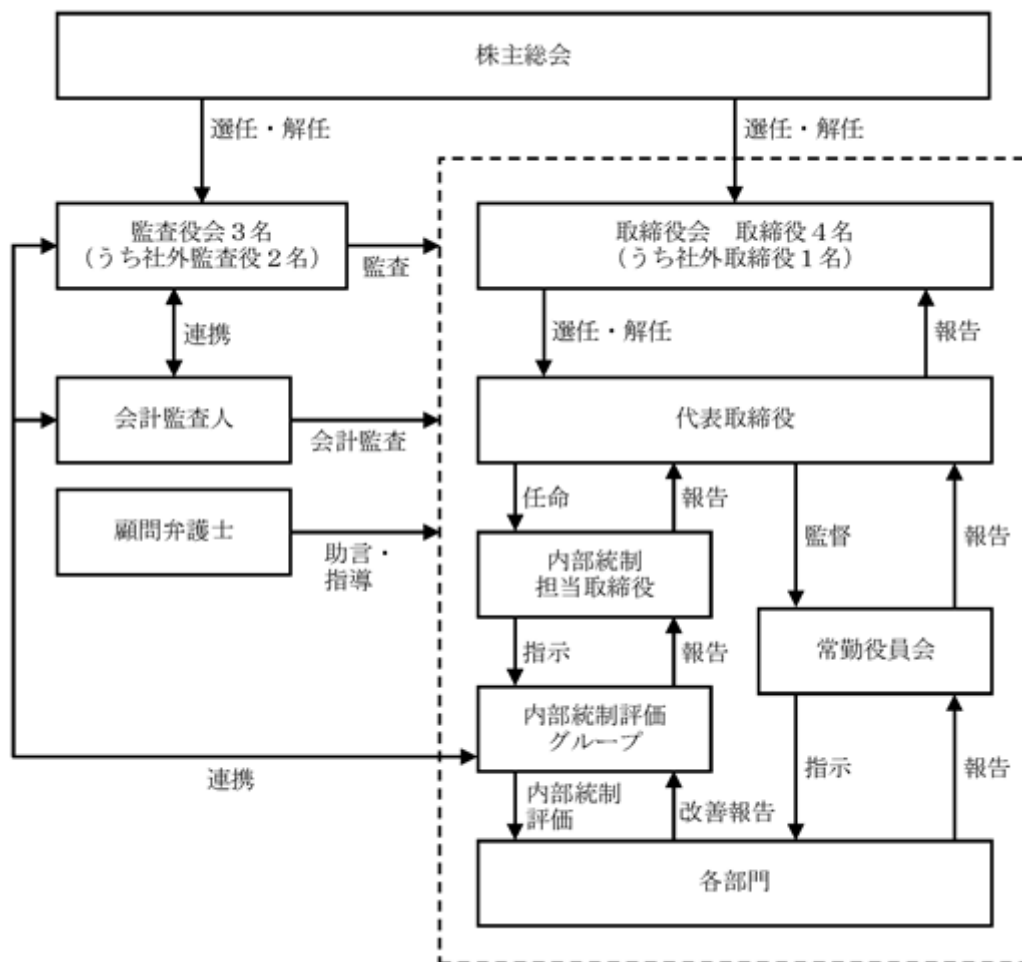 株主総会
選任・解任
選任・解任
監査役会３名
（うち社外監査役２名）
監査
取締役会　取締役４名
（うち社外取締役１名）
連携
選任・解任
報告
会計監査人
会計監査
代表取締役
顧問弁護士
助言・
指導
任命
報告
監督
報告
内部統制
担当取締役
指示
報告
常勤役員会
内部統制評価
グループ
連携
内部統制
評価
改善報告
指示
報告
各部門